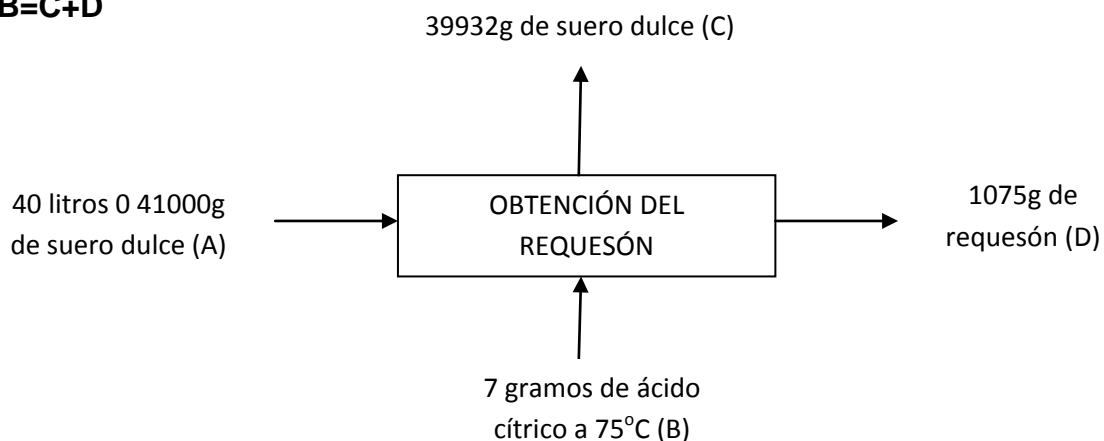 B=C+D
39932g de suero dulce (C)
40 litros 0 41000g
de suero dulce (A)
OBTENCIÓN DEL
REQUESÓN
1075g de
requesón (D)
7 gramos de ácido
cítrico a 75°C (B)